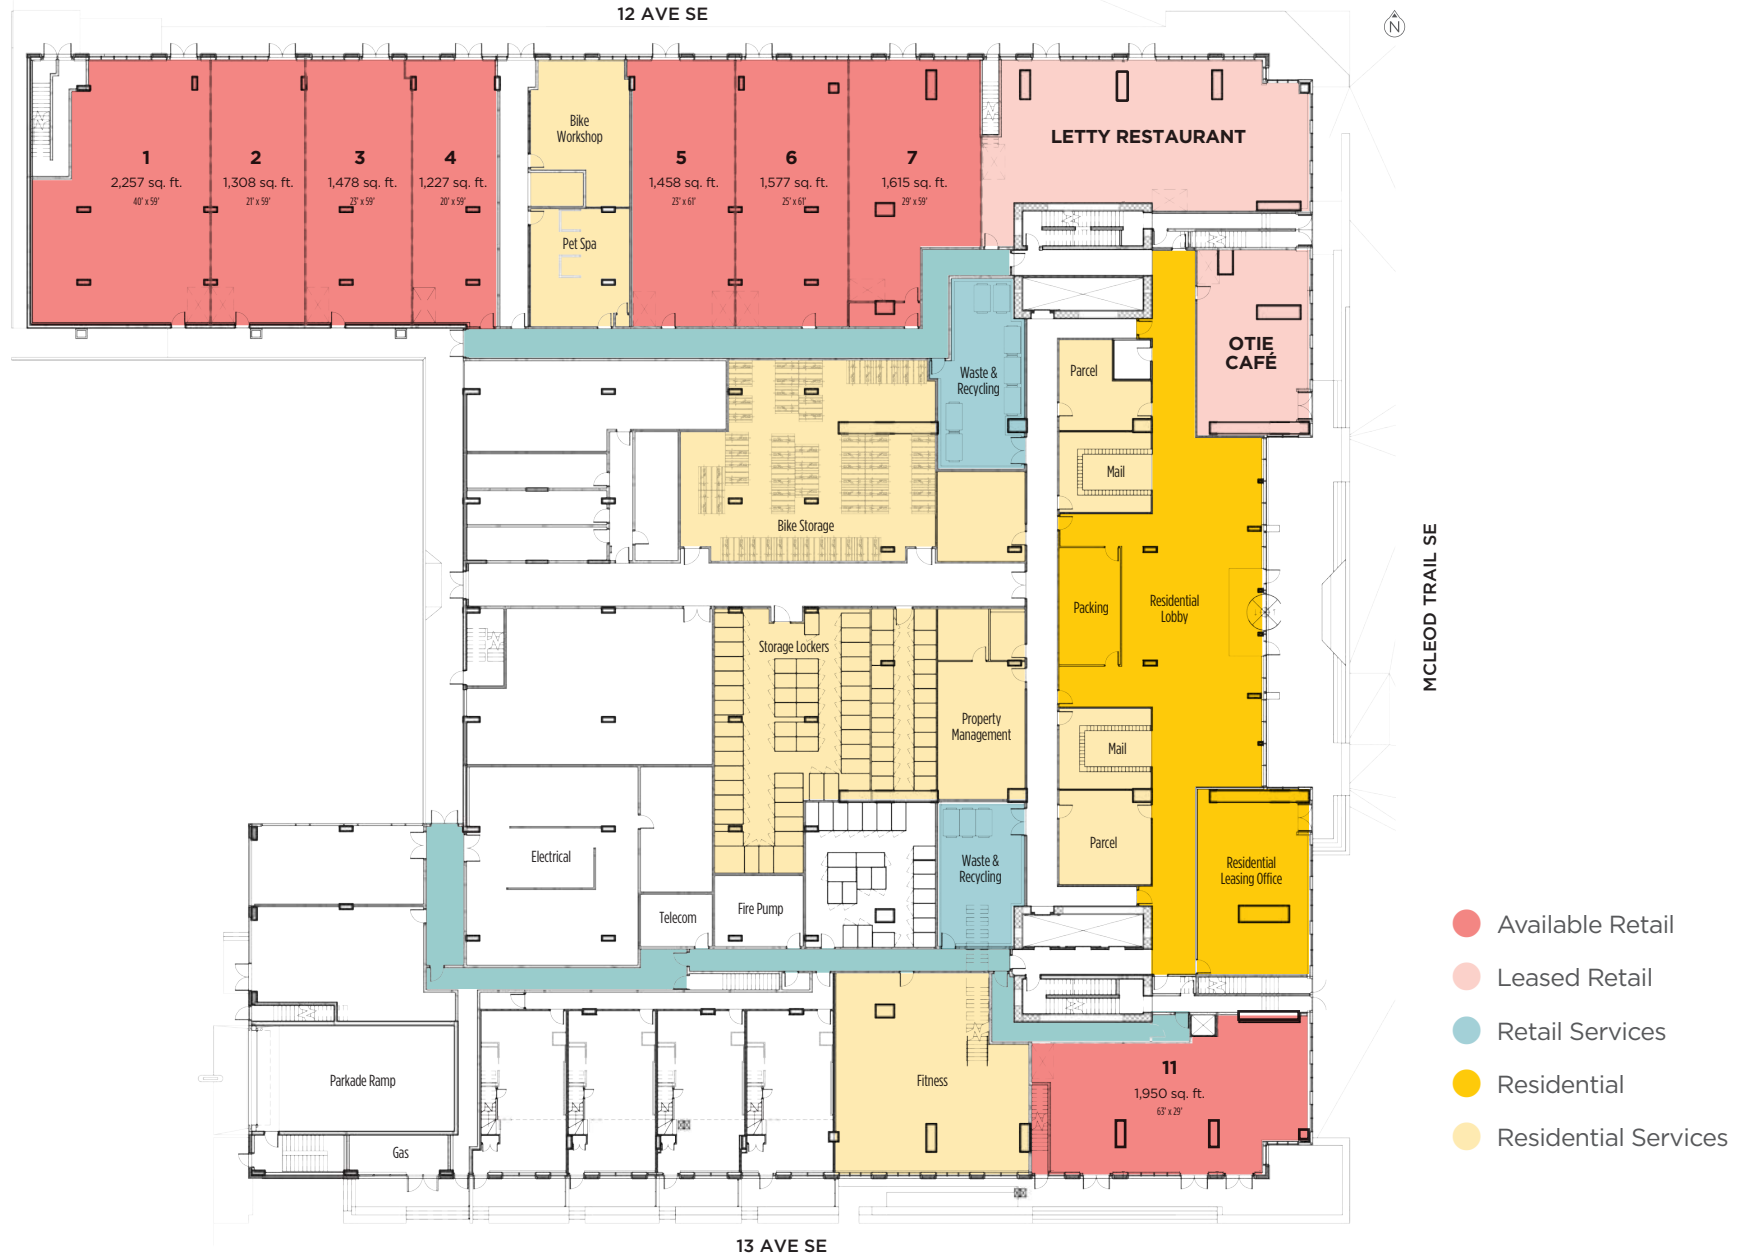 12 AVE SE
N
1
2,257 sq. ft.
40' x 59'
2
1,308 sq. ft.
21' x 59'
3
1,478 sq. ft.
23' x 59'
4
1,227 sq. ft.
20' x 59'
Bike
Workshop
Pet Spa
5
1,458 sq. ft.
23' x 61'
6
1,577 sq. ft.
25' x 61'
7
1,615 sq. ft.
29' x 59'
LETTY RESTAURANT
OTIE
CAFÉ
Waste &
Recycling
Parcel
Mail
Bike Storage
Packing
Residential
Lobby
MCLEOD TRAIL SE
Storage Lockers
Property
Management
Mail
Parcel
Electrical
Waste &
Recycling
Residential
Leasing Office
Telecom
Fire Pump
Parkade Ramp
Gas
Fitness
11
1,950 sq. ft.
63' x 29'
Available Retail
Leased Retail
Retail Services
Residential
Residential Services
13 AVE SE